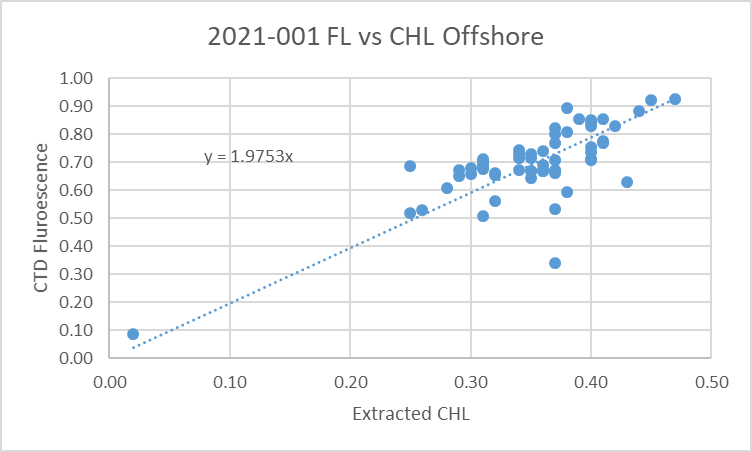 2021-001 FL vs CHL Offshore
1.00
0.90
0.80
0.70
0.60
0.50
0.40
0.30
0.20
0.10
0.00
CTD Fluroescence
y = 1.9753x
0.00 0.10 0.20 0.30 0.40 0.50
Extracted CHL